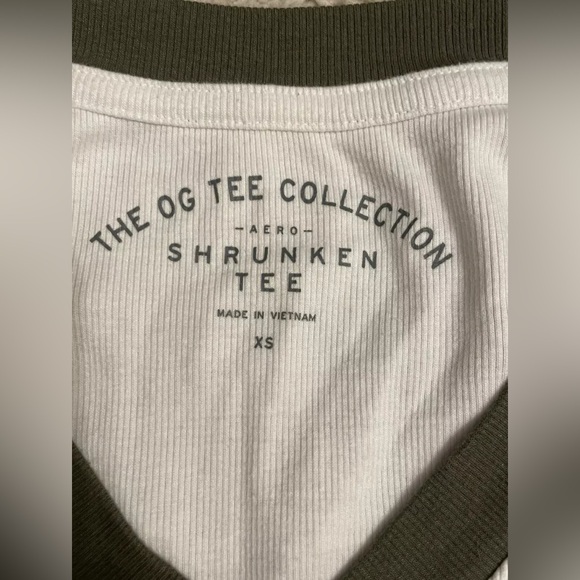 THE OG TEE COLLECTION
-AERO-
SHRUNKEN
TEE
MADE IN VIETNAM
XS